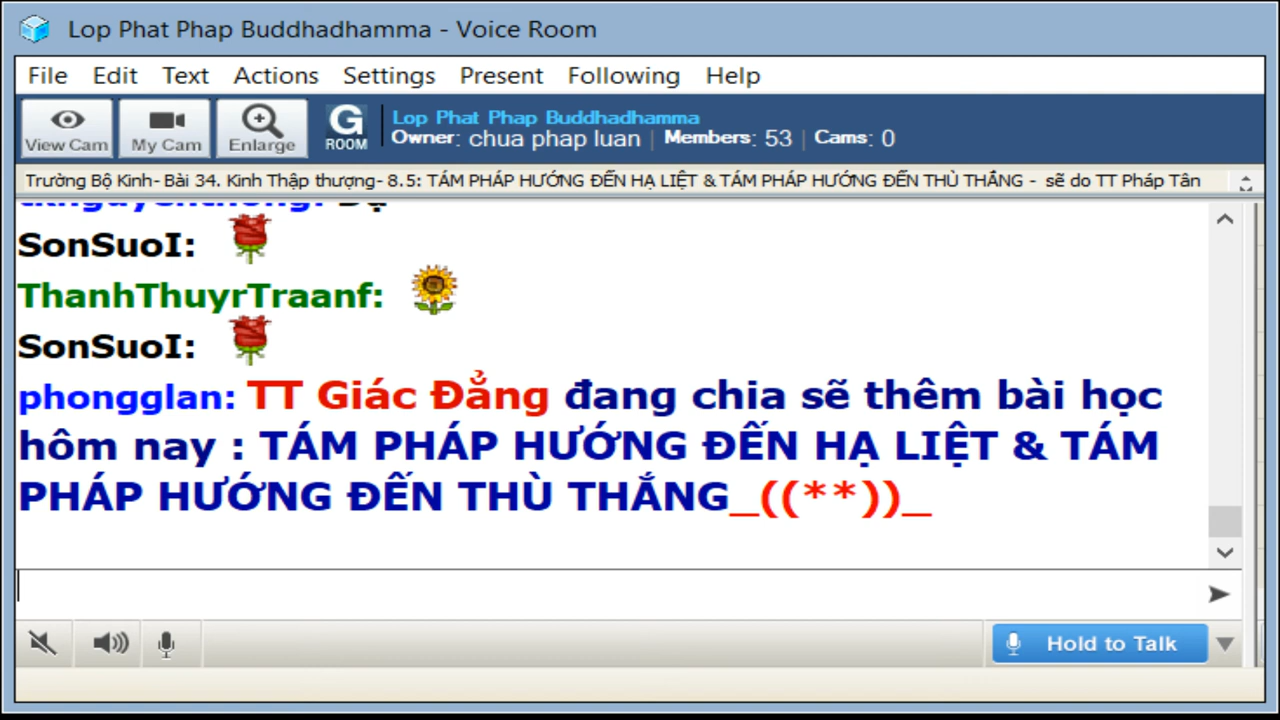 Lop Phat Phap Buddhadhamma - Voice Room
File Edit Text Actions Settings Present Following Help
View Cam My Cam Enlarge G ROOM
Lop Phat Phap Buddhadhamma
Owner: chua phap luan | Members: 53 | Cams: 0
Trường Bộ Kinh- Bài 34. Kinh Thập thượng- 8.5: TÁM PHÁP HƯỚNG ĐẾN HẠ LIỆT & TÁM PHÁP HƯỚNG ĐẾN THÙ THẮNG - sẽ do TT Pháp Tân
SonSuoI:
ThanhThuyrTraanf:
SonSuoI:
phongglan: TT Giác Đẳng đang chia sẽ thêm bài học
hôm nay : TÁM PHÁP HƯỚNG ĐẾN HẠ LIỆT & TÁM
PHÁP HƯỚNG ĐẾN THÙ THẮNG_((**))_
Hold to Talk